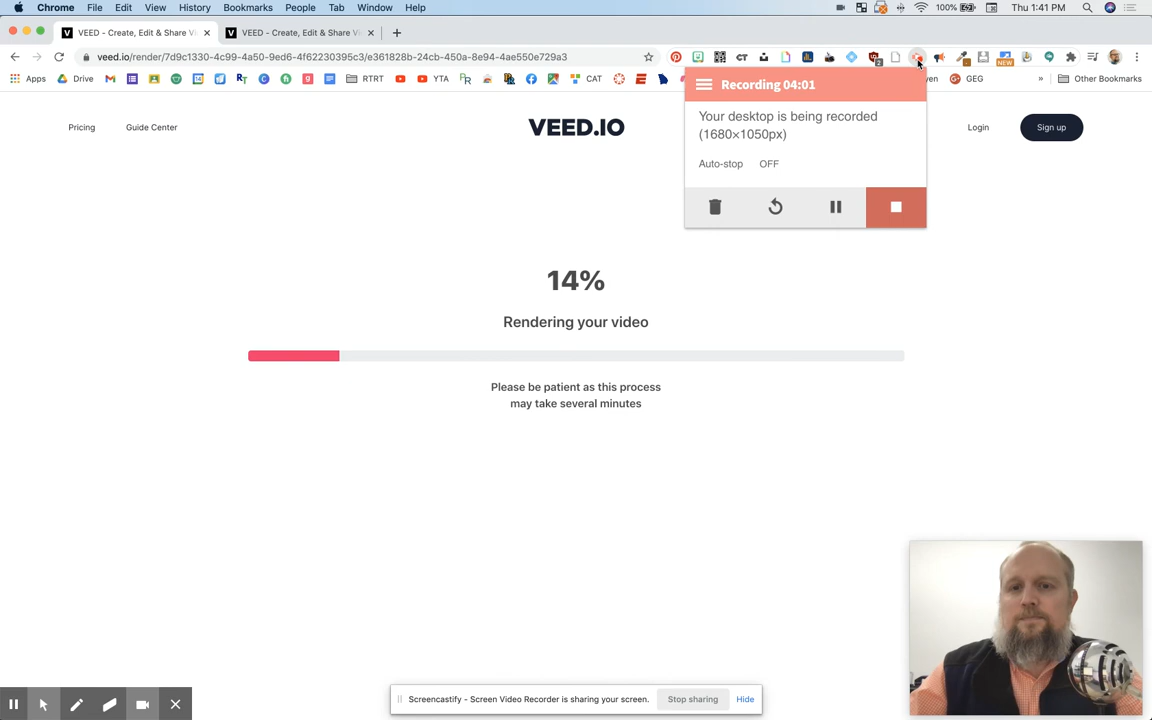 Chrome File Edit View History Bookmarks People Tab Window Help 100% Thu 1:41 PM
VEED - Create, Edit & Share Vi VEED - Create, Edit & Share Vi
veed.io/render/7d9c1330-4c99-4a50-9ed6-4f62230395c3/e361828b-24cb-450a-8e94-4ae550e729a3
Apps Drive RTRT YTA CAT GEG » Other Bookmarks
Recording 04:01
Your desktop is being recorded
(1680×1050px)
Auto-stop OFF
Pricing Guide Center VEED.IO Login Sign up
14%
Rendering your video
Please be patient as this process
may take several minutes
Screencastify - Screen Video Recorder is sharing your screen. Stop sharing Hide